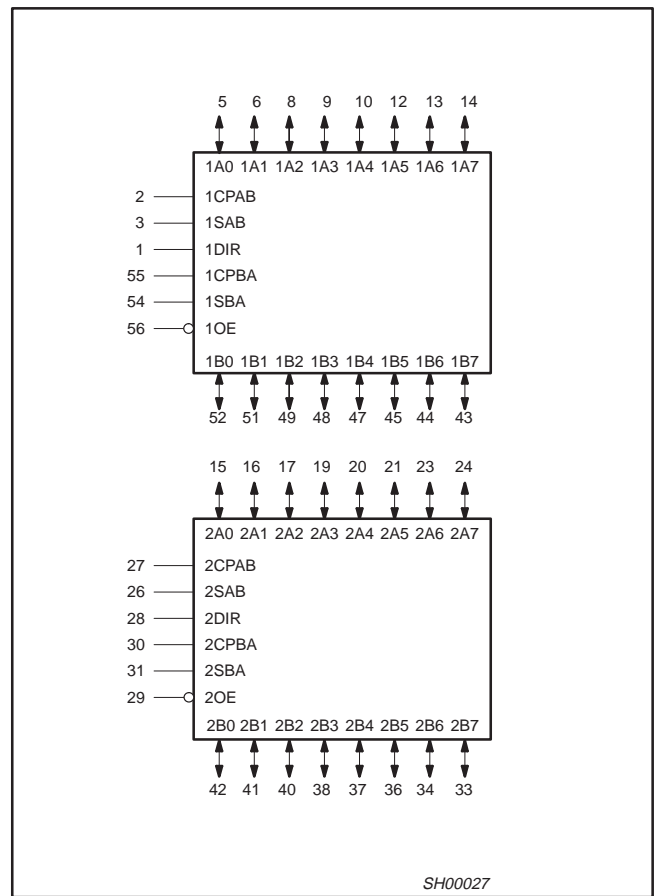 5 6 8 9 10 12 13 14
1A0 1A1 1A2 1A3 1A4 1A5 1A6 1A7
2 1CPAB
3 1SAB
1 1DIR
55 1CPBA
54 1SBA
56 1OE
1B0 1B1 1B2 1B3 1B4 1B5 1B6 1B7
52 51 49 48 47 45 44 43
15 16 17 19 20 21 23 24
2A0 2A1 2A2 2A3 2A4 2A5 2A6 2A7
27 2CPAB
26 2SAB
28 2DIR
30 2CPBA
31 2SBA
29 2OE
2B0 2B1 2B2 2B3 2B4 2B5 2B6 2B7
42 41 40 38 37 36 34 33
SH00027